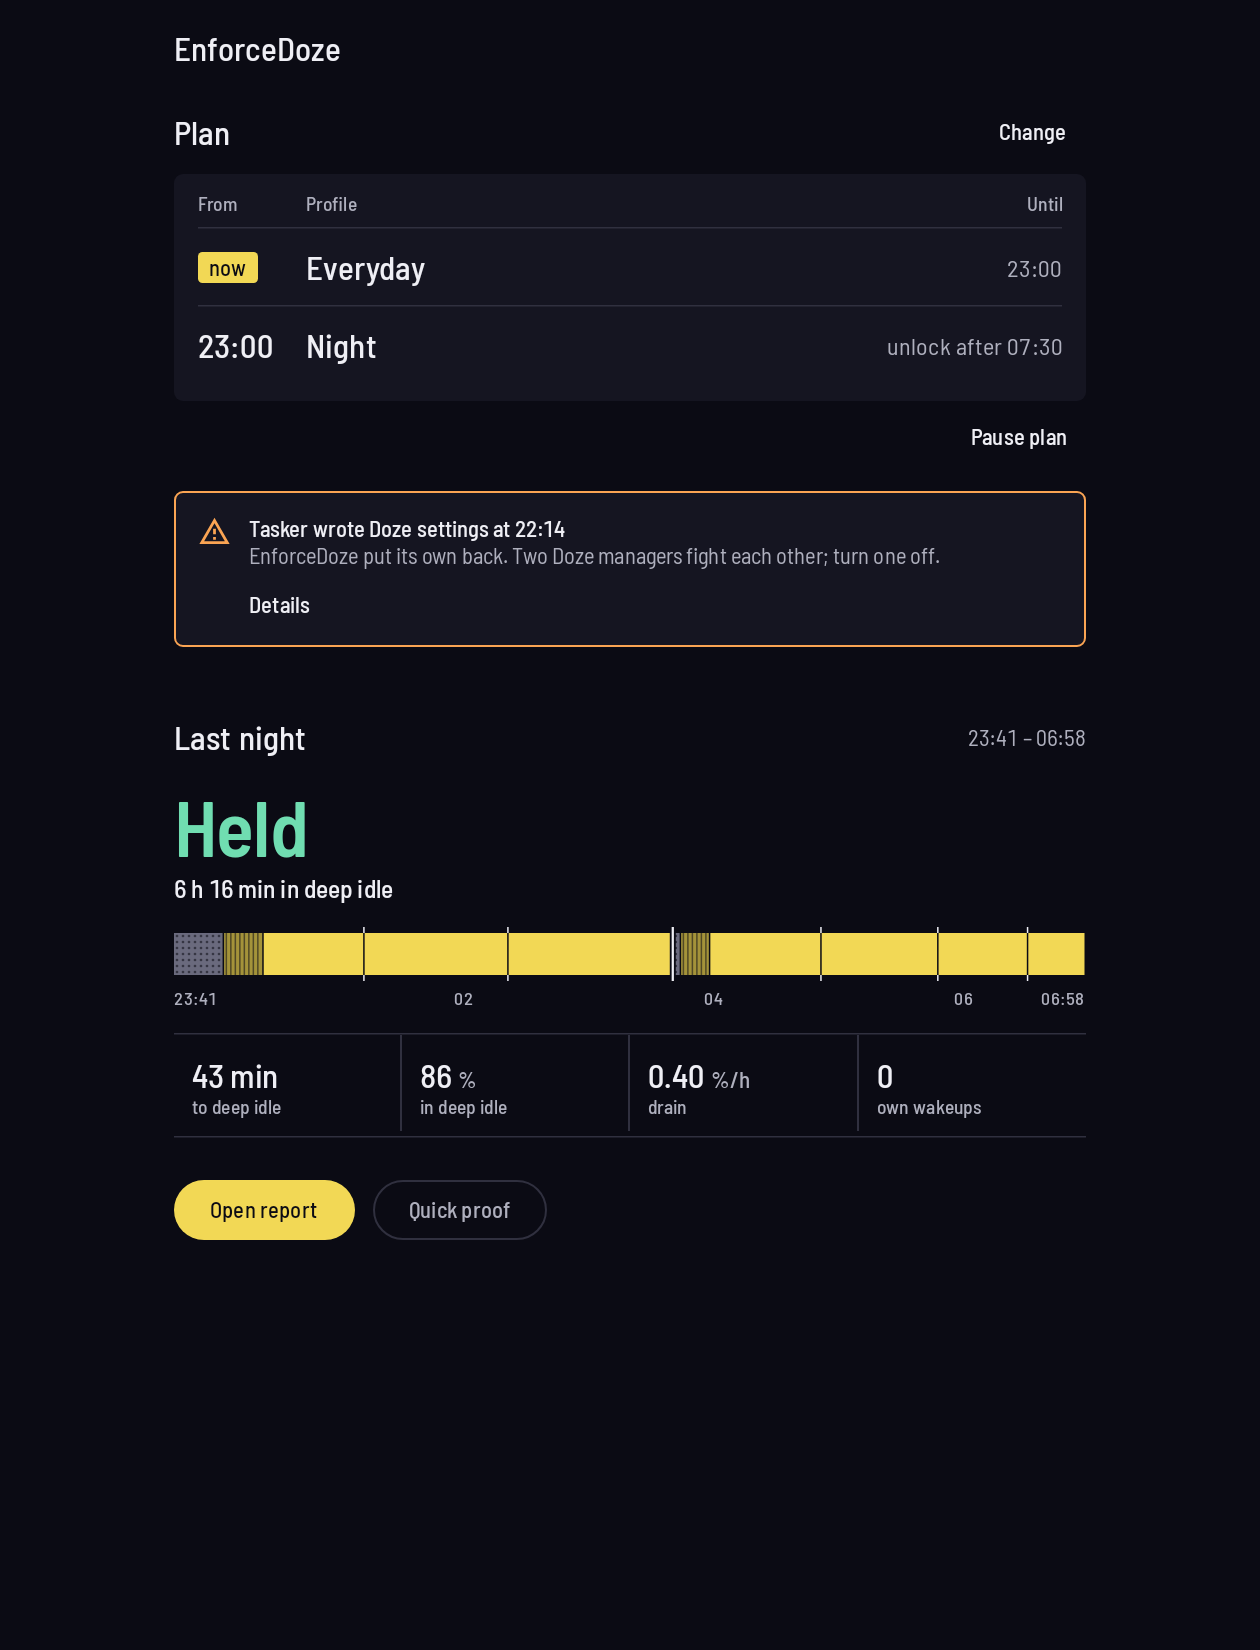 EnforceDoze
Plan
Change
From Profile Until
now Everyday 23:00
23:00 Night unlock after 07:30
Pause plan
Tasker wrote Doze settings at 22:14
EnforceDoze put its own back. Two Doze managers fight each other; turn one off.
Details
Last night 23:41 – 06:58
Held
6 h 16 min in deep idle
23:41 02 04 06 06:58
43 min 86 % 0.40 %/h 0
to deep idle in deep idle drain own wakeups
Open report Quick proof